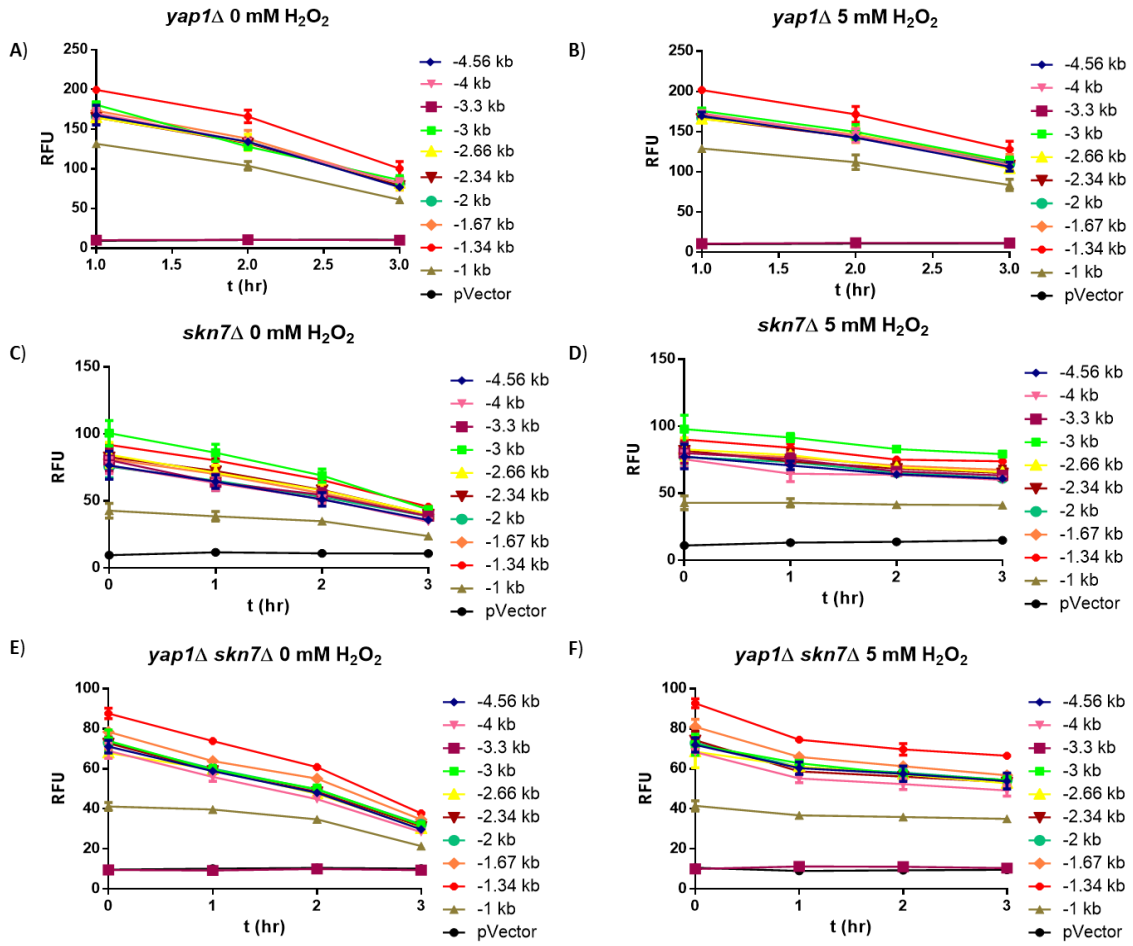 A)
yap1Δ 0 mM H₂O₂
RFU
250
200
150
100
50
0
1.0 1.5 2.0 2.5 3.0
t (hr)
-4.56 kb
-4 kb
-3.3 kb
-3 kb
-2.66 kb
-2.34 kb
-2 kb
-1.67 kb
-1.34 kb
-1 kb
pVector
B)
yap1Δ 5 mM H₂O₂
RFU
250
200
150
100
50
0
1.0 1.5 2.0 2.5 3.0
t (hr)
-4.56 kb
-4 kb
-3.3 kb
-3 kb
-2.66 kb
-2.34 kb
-2 kb
-1.67 kb
-1.34 kb
-1 kb
pVector
C)
skn7Δ 0 mM H₂O₂
RFU
150
100
50
0
0 1 2 3
t (hr)
-4.56 kb
-4 kb
-3.3 kb
-3 kb
-2.66 kb
-2.34 kb
-2 kb
-1.67 kb
-1.34 kb
-1 kb
pVector
D)
skn7Δ 5 mM H₂O₂
RFU
150
100
50
0
0 1 2 3
t (hr)
-4.56 kb
-4 kb
-3.3 kb
-3 kb
-2.66 kb
-2.34 kb
-2 kb
-1.67 kb
-1.34 kb
-1 kb
pVector
E)
yap1Δ skn7Δ 0 mM H₂O₂
RFU
100
80
60
40
20
0
0 1 2 3
t (hr)
-4.56 kb
-4 kb
-3.3 kb
-3 kb
-2.66 kb
-2.34 kb
-2 kb
-1.67 kb
-1.34 kb
-1 kb
pVector
F)
yap1Δ skn7Δ 5 mM H₂O₂
RFU
100
80
60
40
20
0
0 1 2 3
t (hr)
-4.56 kb
-4 kb
-3.3 kb
-3 kb
-2.66 kb
-2.34 kb
-2 kb
-1.67 kb
-1.34 kb
-1 kb
pVector